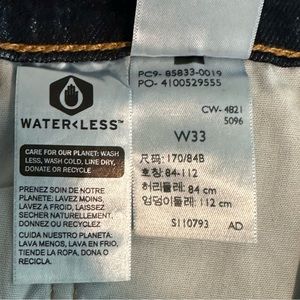 WATER<LESS™
CARE FOR OUR PLANET: WASH
LESS, WASH COLD, LINE DRY,
DONATE OR RECYCLE
PRENEZ SOIN DE NOTRE
PLANÈTE: LAVEZ MOINS,
LAVEZ A FROID, LAISSEZ
SECHER NATURELLEMENT,
DONNEZ OU RECYCLEZ
CUIDA NUESTRO PLANETA:
LAVA MENOS, LAVA EN FRIO,
TIENDE LA ROPA, DONA O
PC9- 85833-0019
PO- 4100529555
CW- 4821
5096
W33
尺码: 170/84B
호칭: 84-112
허리둘레: 84 cm
엉덩이둘레: 112 cm
S110793 AD